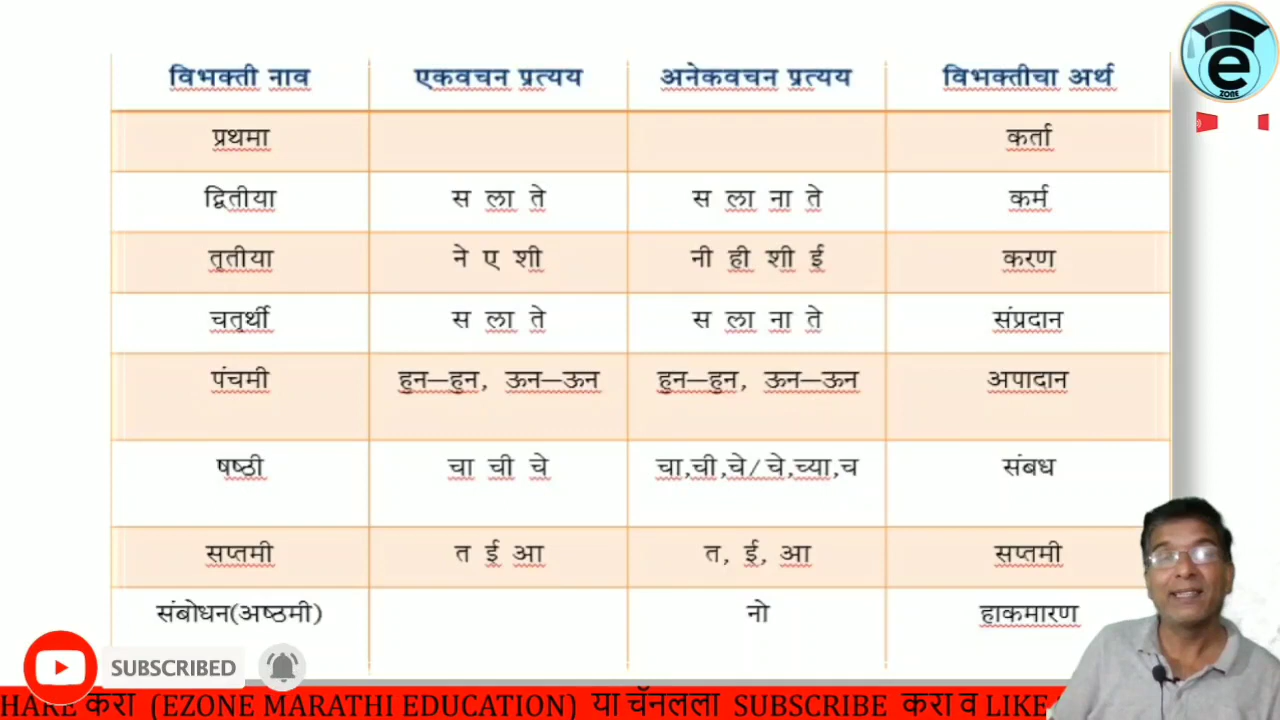 विभक्ती नाव एकवचन प्रत्यय अनेकवचन प्रत्यय विभक्तीचा अर्थ
प्रथमा कर्ता
द्वितीया स ला ते स ला ना ते कर्म
तृतीया ने ए शी नी ही शी ई करण
चतुर्थी स ला ते स ला ना ते संप्रदान
पंचमी हुन–हुन, ऊन–ऊन हुन–हुन, ऊन–ऊन अपादान
षष्ठी चा ची चे चा,ची,चे/चे,च्या,च संबध
सप्तमी त ई आ त, ई, आ सप्तमी
संबोधन(अष्ठमी) नो हाकमारण
e
ZONE
SUBSCRIBED
HARE करा (EZONE MARATHI EDUCATION) या चॅनलला SUBSCRIBE करा व LIKE